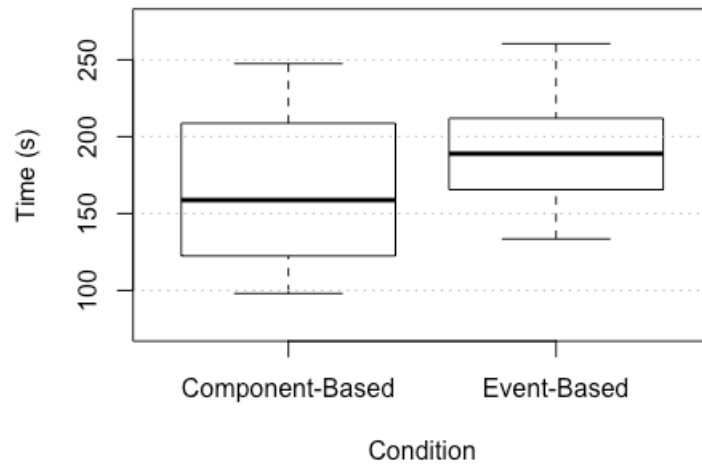 Time (s)
250
200
150
100
Component-Based
Event-Based
Condition